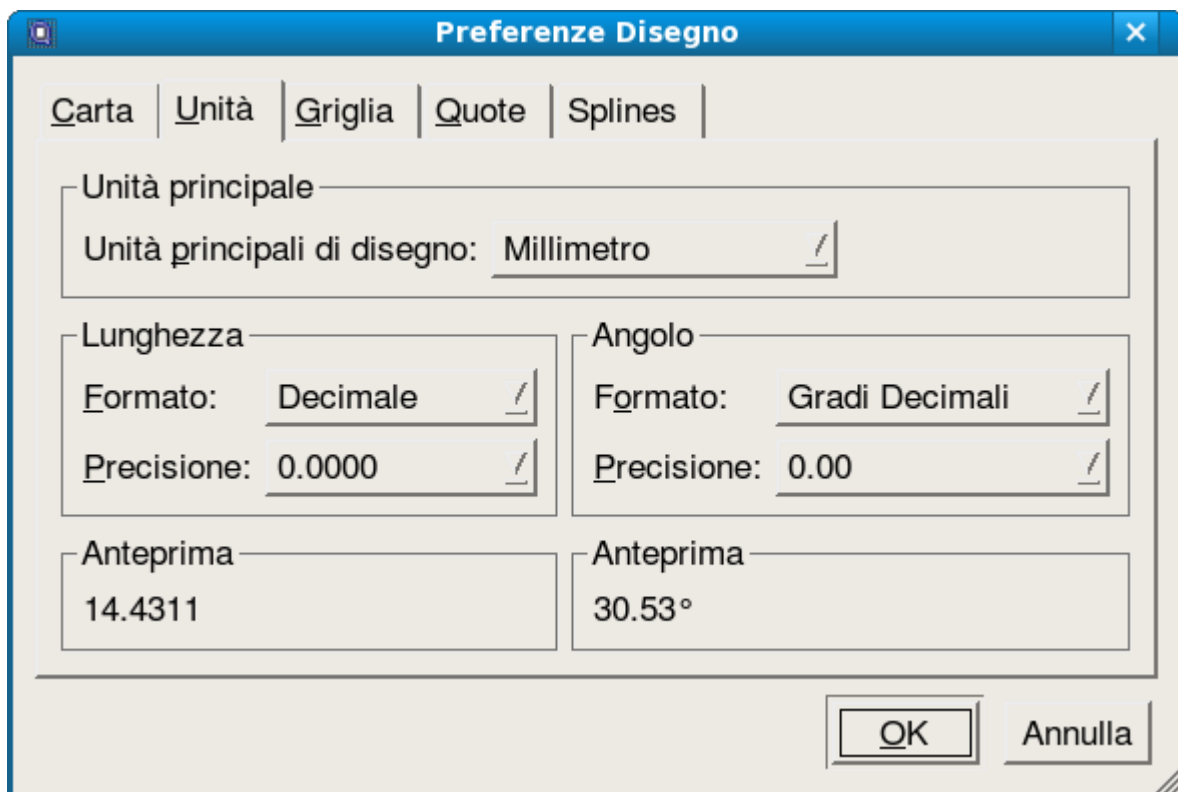 Preferenze Disegno
Carta Unità Griglia Quote Splines
Unità principale
Unità principali di disegno: Millimetro
Lunghezza
Formato: Decimale
Precisione: 0.0000
Angolo
Formato: Gradi Decimali
Precisione: 0.00
Anteprima
14.4311
Anteprima
30.53°
OK Annulla